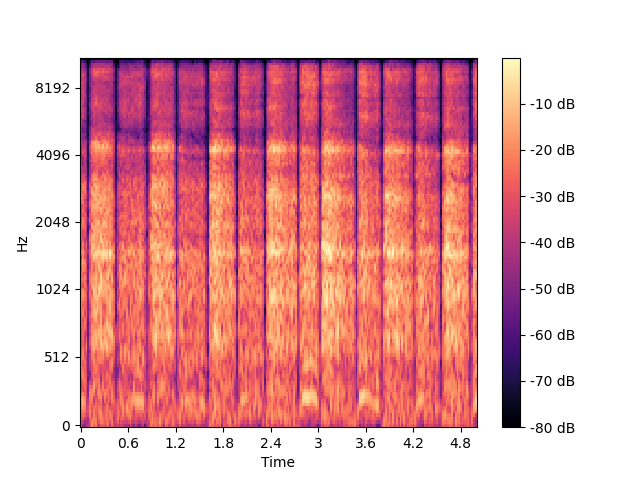 8192
4096
2048
1024
512
0
Hz
0 0.6 1.2 1.8 2.4 3 3.6 4.2 4.8
Time
-10 dB
-20 dB
-30 dB
-40 dB
-50 dB
-60 dB
-70 dB
-80 dB